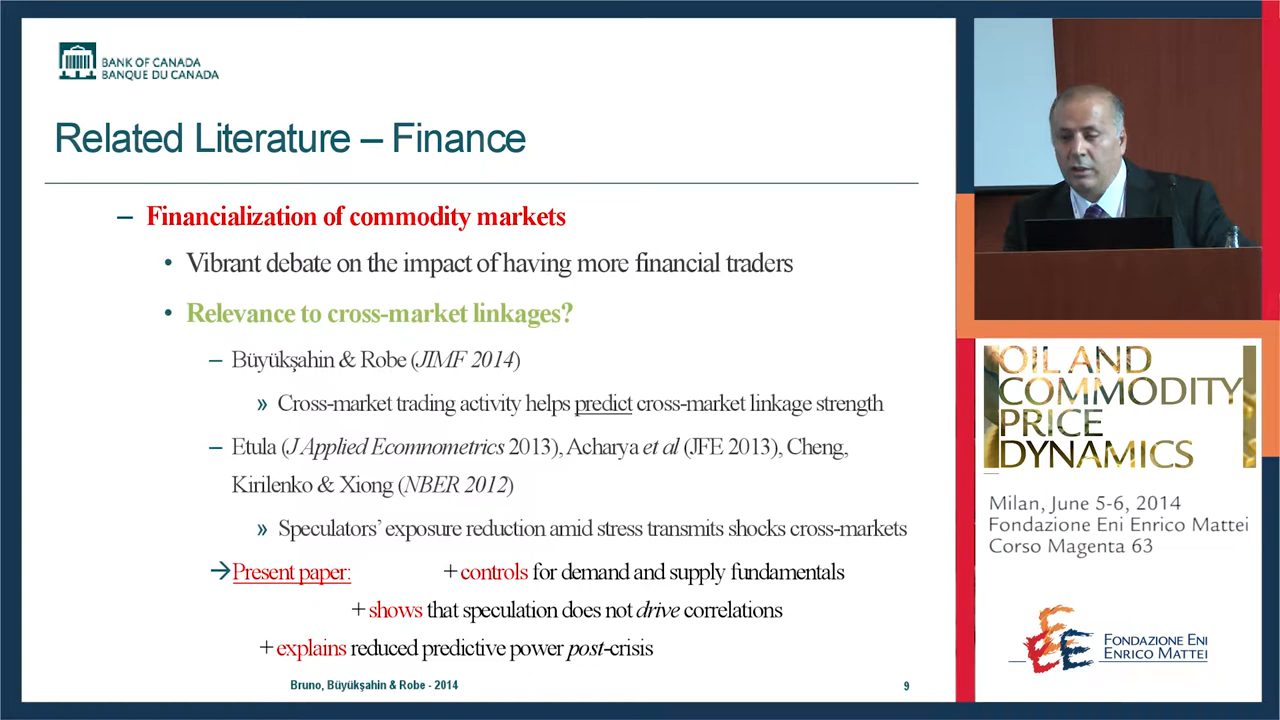 BANK OF CANADA
BANQUE DU CANADA
Related Literature – Finance
– Financialization of commodity markets
• Vibrant debate on the impact of having more financial traders
• Relevance to cross-market linkages?
– Büyükşahin & Robe (JIMF 2014)
» Cross-market trading activity helps predict cross-market linkage strength
– Etula (J Applied Ecomnometrics 2013), Acharya et al (JFE 2013), Cheng,
Kirilenko & Xiong (NBER 2012)
» Speculators’ exposure reduction amid stress transmits shocks cross-markets
→Present paper: + controls for demand and supply fundamentals
+ shows that speculation does not drive correlations
+ explains reduced predictive power post-crisis
Bruno, Büyükşahin & Robe - 2014
9
OIL AND
COMMODITY
PRICE
DYNAMICS
Milan, June 5-6, 2014
Fondazione Eni Enrico Mattei
Corso Magenta 63
FONDAZIONE ENI
ENRICO MATTEI